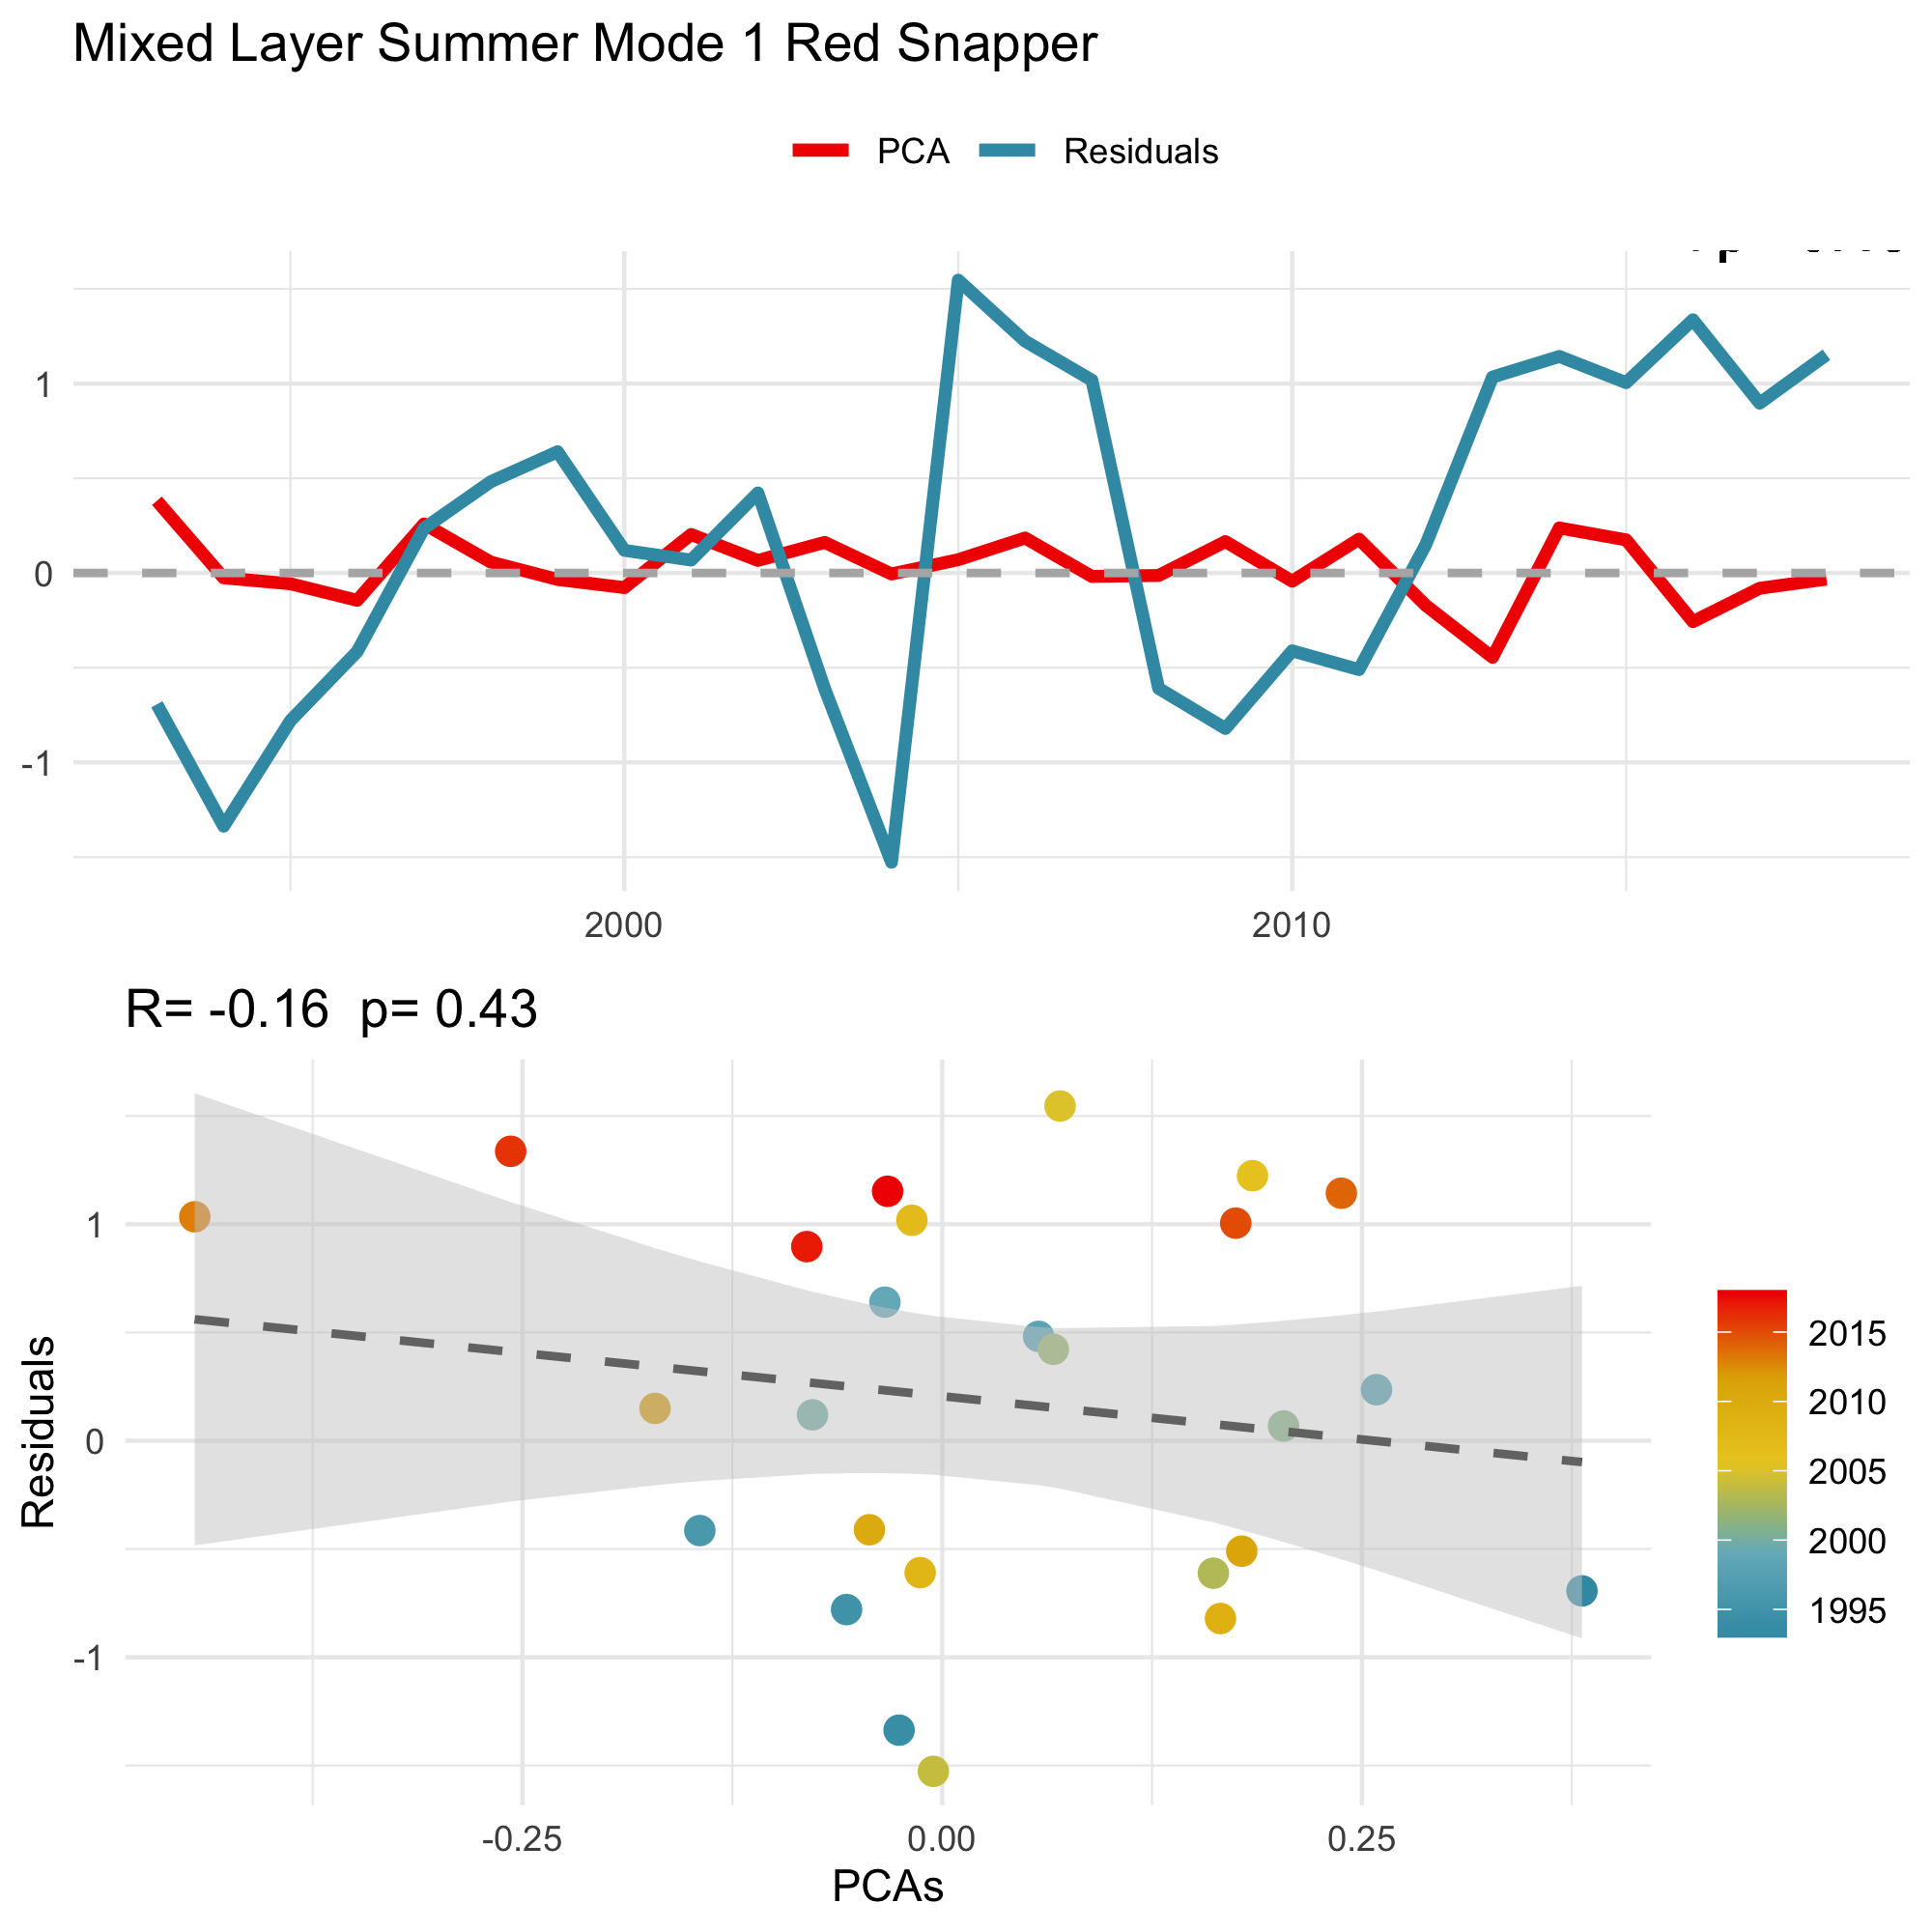 Mixed Layer Summer Mode 1 Red Snapper
PCA Residuals
1
0
-1
2000 2010
R= -0.16 p= 0.43
Residuals
1
0
-1
-0.25 0.00 0.25
PCAs
2015
2010
2005
2000
1995